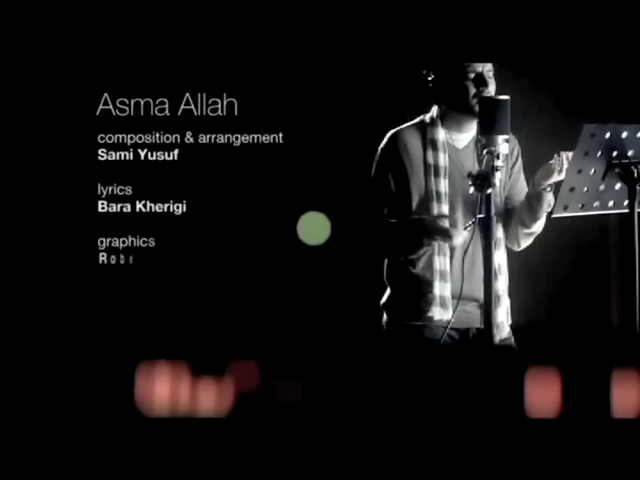 Asma Allah
composition & arrangement
Sami Yusuf
lyrics
Bara Kherigi
graphics